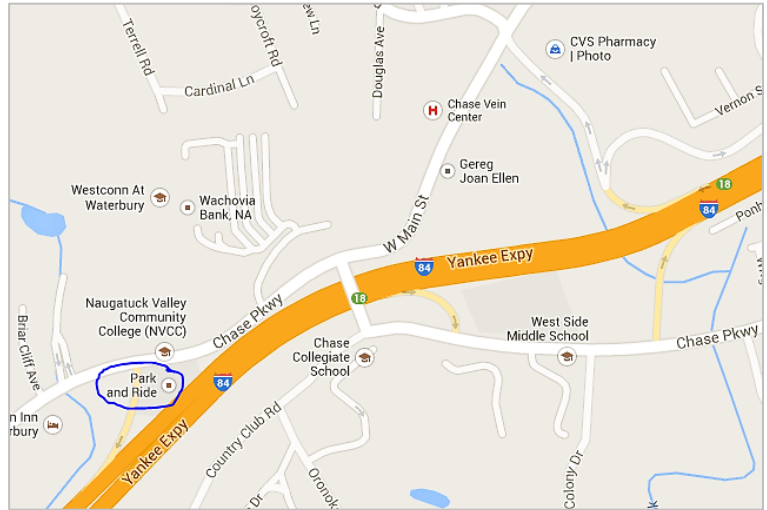 Terrell Rd
oycroft Rd
ew Ln
Douglas Ave
Cardinal Ln
CVS Pharmacy
| Photo
Vernon S
H
Chase Vein
Center
Gereg
Joan Ellen
Westconn At
Waterbury
Wachovia
Bank, NA
W Main St
18
84
Ponh
84
Yankee Expy
18
Naugatuck Valley
Community
College (NVCC)
Chase Pkwy
Briar Cliff Ave
Chase
Collegiate
School
West Side
Middle School
Chase Pkwy
Park
and Ride
84
n Inn
rbury
Yankee Expy
Country Club Rd
Oronok
Dr
Colony Dr
k